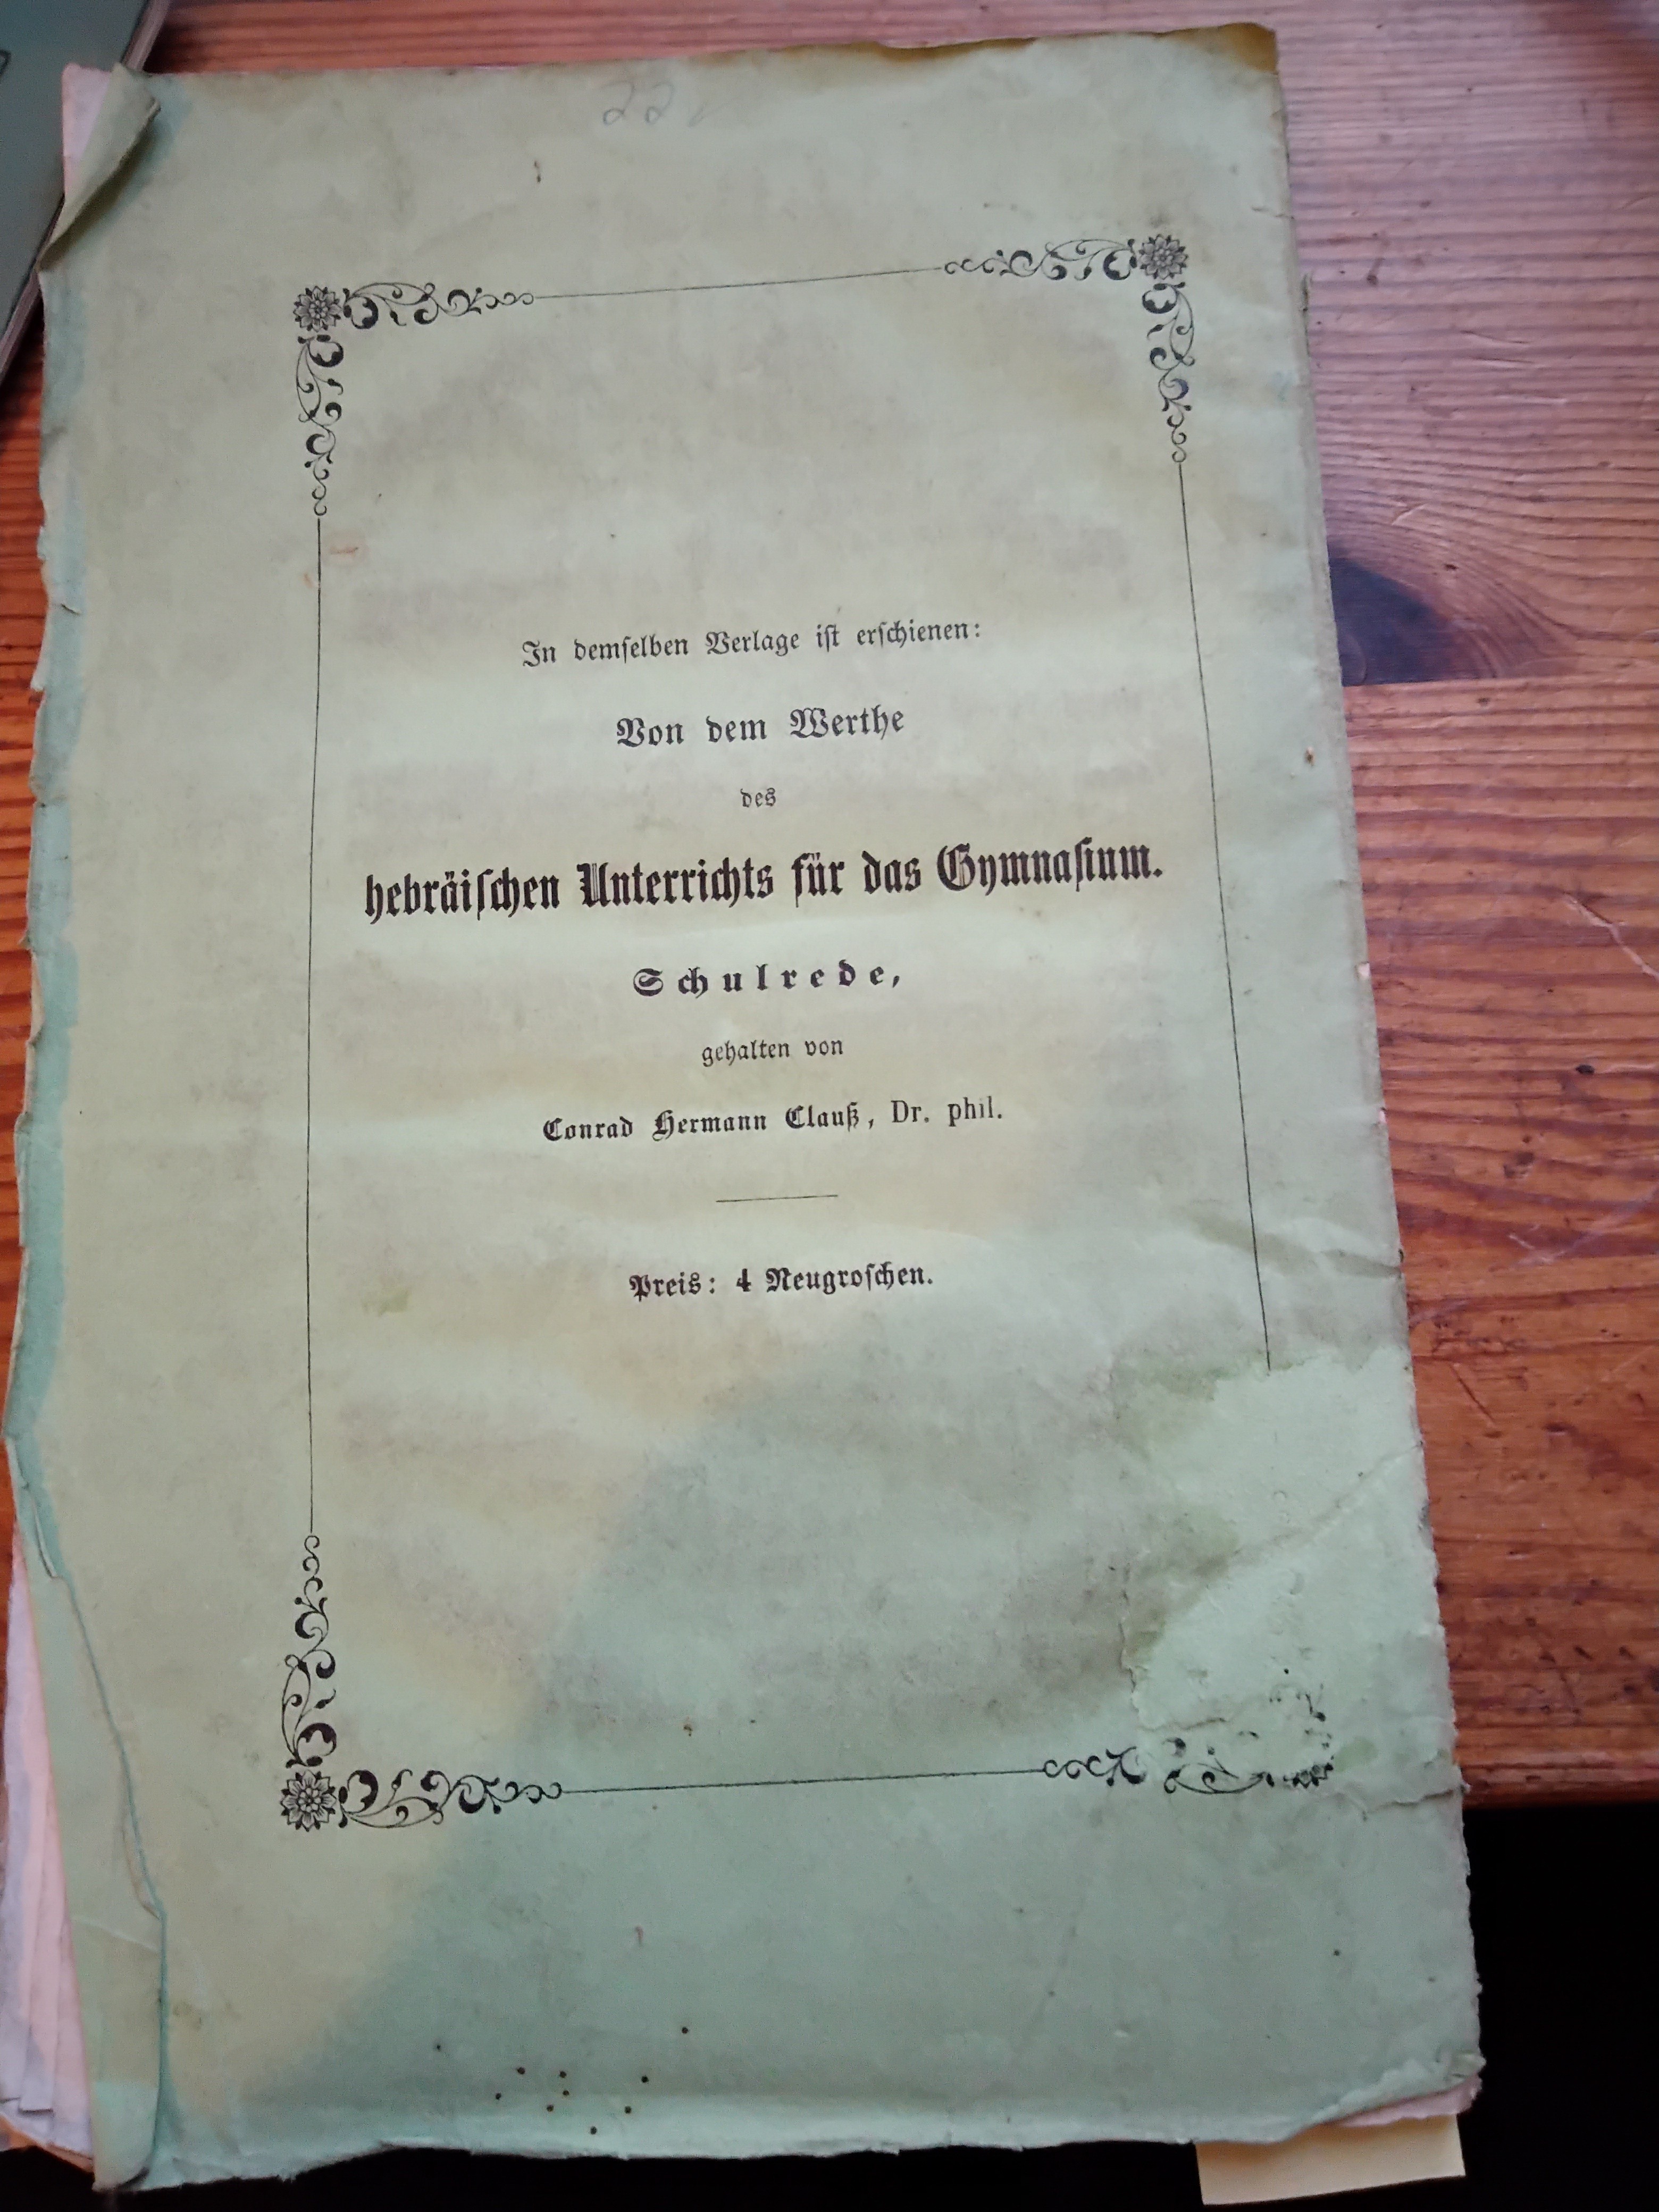 22
In demſelben Verlage iſt erſchienen:
Von dem Werthe
des
hebräiſchen Unterrichts für das Gymnaſium.
Schulrede,
gehalten von
Conrad Hermann Clauß, Dr. phil.
Preis: 4 Neugroſchen.